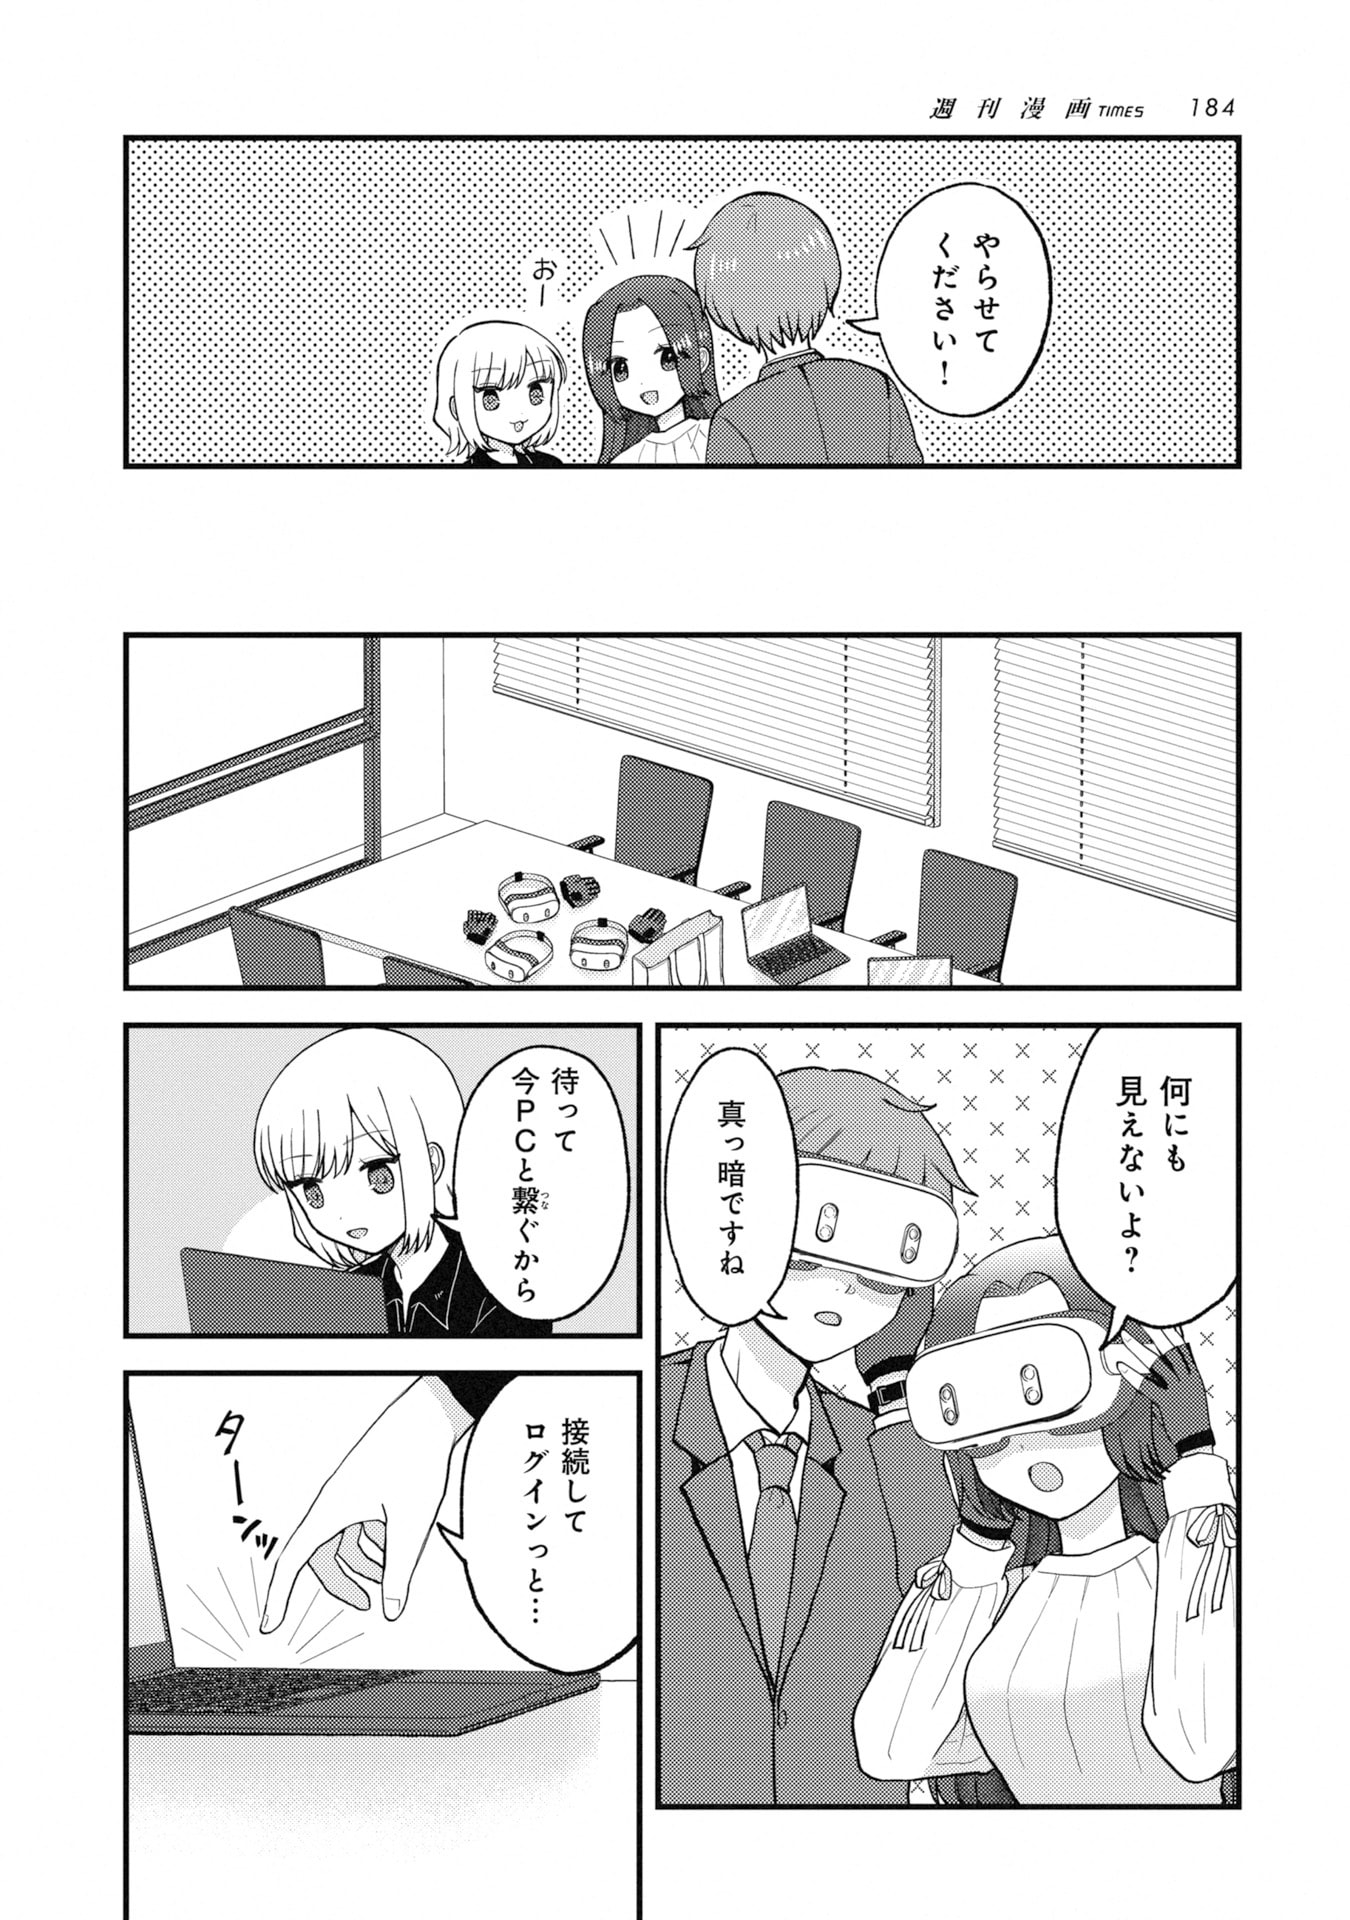 週刊漫画TIMES 184
やらせて
ください!
おー
何にも
見えないよ?
真っ暗ですね
待って
今PCと繋ぐから
つな
接続して
ログインっと…
ターンッ